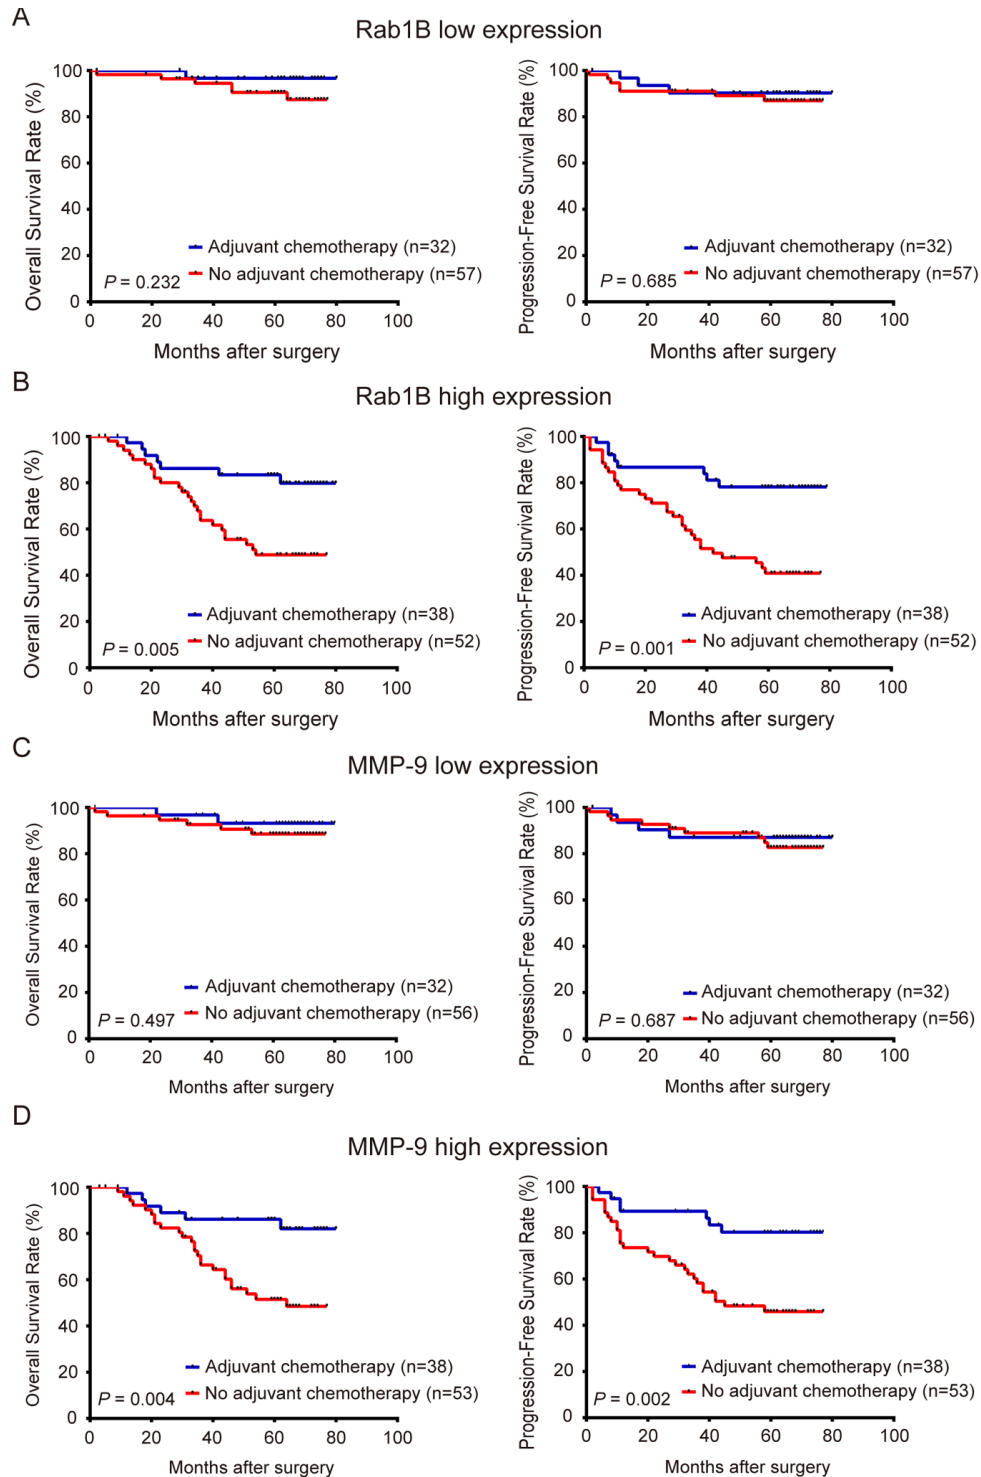 A
Rab1B low expression
Overall Survival Rate (%)
100
80
60
40
20
0
Adjuvant chemotherapy (n=32)
No adjuvant chemotherapy (n=57)
P = 0.232
0 20 40 60 80 100
Months after surgery
Progression-Free Survival Rate (%)
100
80
60
40
20
0
Adjuvant chemotherapy (n=32)
No adjuvant chemotherapy (n=57)
P = 0.685
0 20 40 60 80 100
Months after surgery
B
Rab1B high expression
Overall Survival Rate (%)
100
80
60
40
20
0
Adjuvant chemotherapy (n=38)
No adjuvant chemotherapy (n=52)
P = 0.005
0 20 40 60 80 100
Months after surgery
Progression-Free Survival Rate (%)
100
80
60
40
20
0
Adjuvant chemotherapy (n=38)
No adjuvant chemotherapy (n=52)
P = 0.001
0 20 40 60 80 100
Months after surgery
C
MMP-9 low expression
Overall Survival Rate (%)
100
80
60
40
20
0
Adjuvant chemotherapy (n=32)
No adjuvant chemotherapy (n=56)
P = 0.497
0 20 40 60 80 100
Months after surgery
Progression-Free Survival Rate (%)
100
80
60
40
20
0
Adjuvant chemotherapy (n=32)
No adjuvant chemotherapy (n=56)
P = 0.687
0 20 40 60 80 100
Months after surgery
D
MMP-9 high expression
Overall Survival Rate (%)
100
80
60
40
20
0
Adjuvant chemotherapy (n=38)
No adjuvant chemotherapy (n=53)
P = 0.004
0 20 40 60 80 100
Months after surgery
Progression-Free Survival Rate (%)
100
80
60
40
20
0
Adjuvant chemotherapy (n=38)
No adjuvant chemotherapy (n=53)
P = 0.002
0 20 40 60 80 100
Months after surgery